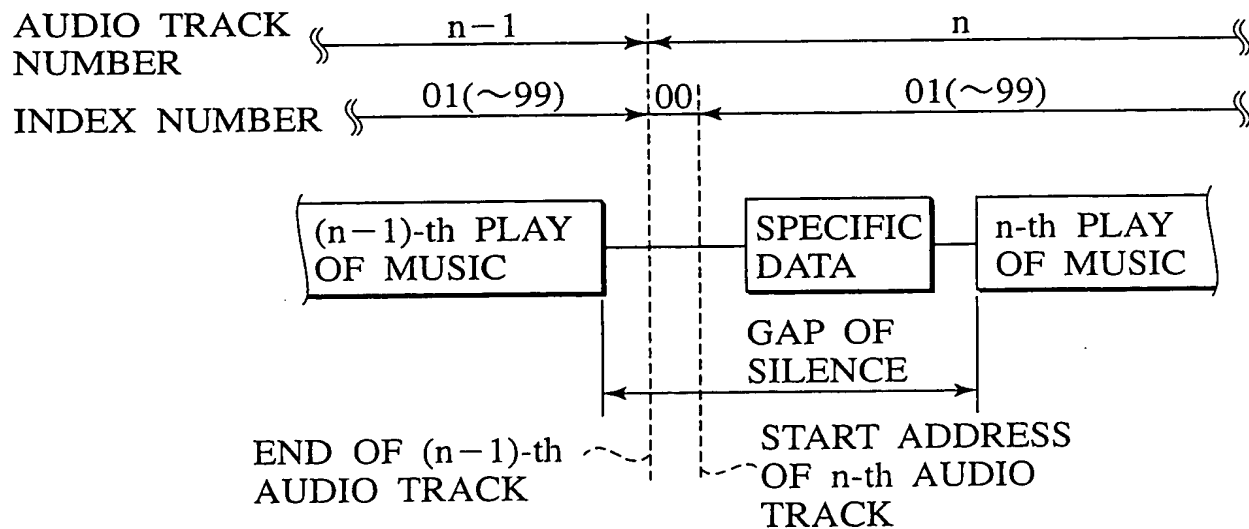 AUDIO TRACK
NUMBER
n−1
n
INDEX NUMBER
01(∼99)
00
01(∼99)
(n−1)-th PLAY
OF MUSIC
SPECIFIC
DATA
n-th PLAY
OF MUSIC
GAP OF
SILENCE
END OF (n−1)-th
AUDIO TRACK
START ADDRESS
OF n-th AUDIO
TRACK